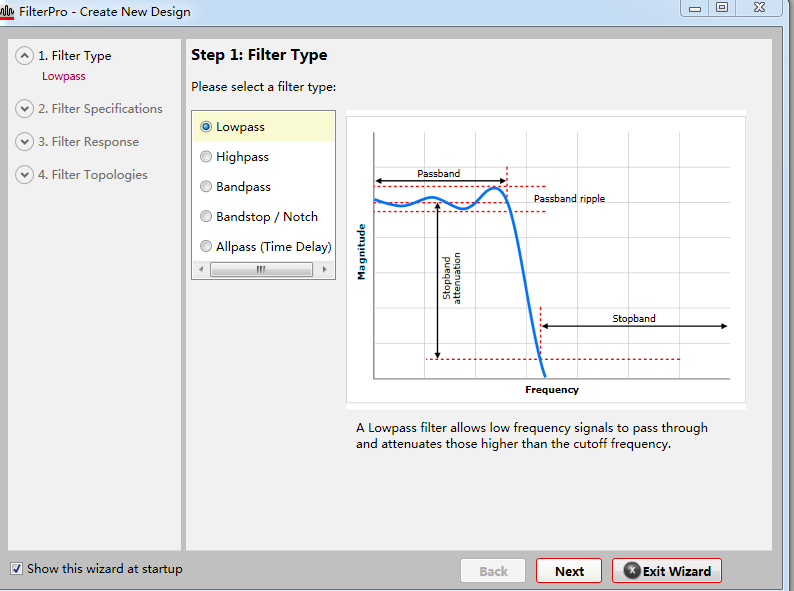 FilterPro - Create New Design
1. Filter Type
Lowpass
2. Filter Specifications
3. Filter Response
4. Filter Topologies
Step 1: Filter Type
Please select a filter type:
Lowpass
Highpass
Bandpass
Bandstop / Notch
Allpass (Time Delay)
Passband
Passband ripple
Magnitude
Stopband
attenuation
Stopband
Frequency
A Lowpass filter allows low frequency signals to pass through
and attenuates those higher than the cutoff frequency.
Show this wizard at startup
Back
Next
Exit Wizard